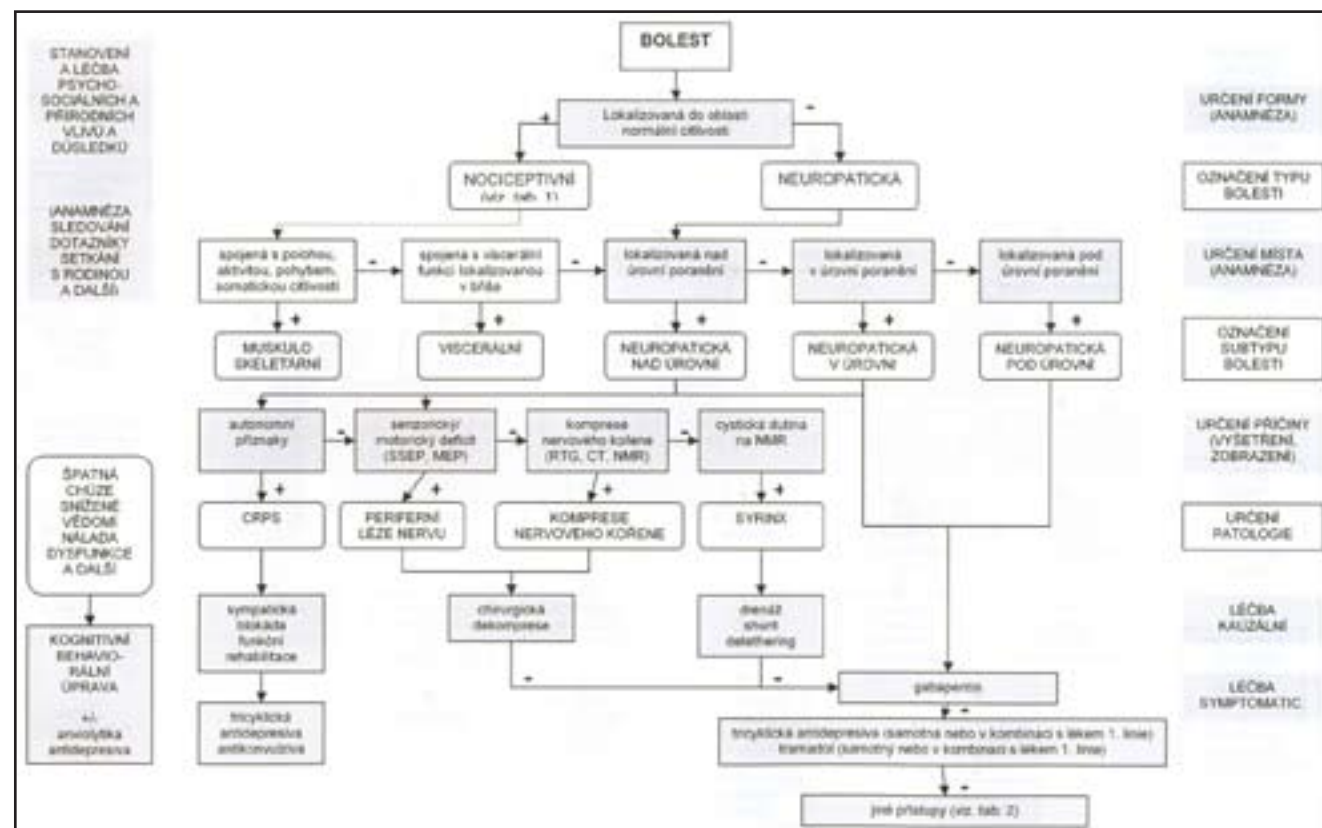 BOLEST
STANOVENÍ
A LÉČBA
PSYCHO-
SOCIÁLNÍCH A
PŘÍRODNÍCH
VLIVŮ A
DŮSLEDKŮ
+
Lokalizovaná do oblasti
normální citlivosti
-
URČENÍ FORMY
(ANAMNÉZA)
NOCICEPTIVNÍ
(viz. tab. 1)
NEUROPATICKÁ
OZNAČENÍ TYPU
BOLESTI
(ANAMNÉZA
SLEDOVÁNÍ
DOTAZNÍKY
SETKÁNÍ
S RODINOU
A DALŠÍ)
spojená s polohou,
aktivitou, pohybem,
somatickou citlivostí
-
spojená s viscerální
funkcí lokalizovanou
v břiše
-
lokalizovaná nad
úrovní poranění
-
lokalizovaná
v úrovni poranění
-
lokalizovaná pod
úrovní poranění
URČENÍ MÍSTA
(ANAMNÉZA)
+
+
+
+
+
MUSKULO
SKELETÁRNÍ
VISCERÁLNÍ
NEUROPATICKÁ
NAD ÚROVNÍ
NEUROPATICKÁ
V ÚROVNI
NEUROPATICKÁ
POD ÚROVNÍ
OZNAČENÍ
SUBTYPU
BOLESTI
autonomní
příznaky
-
senzorický/
motorický deficit
(SSEP, MEP)
-
komprese
nervového kořene
(RTG, CT, NMR)
-
cystická dutina
na NMR
URČENÍ PŘÍČINY
(VYŠETŘENÍ,
ZOBRAZENÍ)
+
+
+
+
ŠPATNÁ
CHŮZE
SNÍŽENÉ
VĚDOMÍ
NÁLADA
DYSFUNKCE
A DALŠÍ
CRPS
PERIFERNÍ
LÉZE NERVU
KOMPRESE
NERVOVÉHO KOŘENE
SYRINX
URČENÍ
PATOLOGIE
sympatická
blokáda
funkční
rehabilitace
chirurgická
dekomprese
drenáž
shunt
detethering
LÉČBA
KAUZÁLNÍ
KOGNITIVNÍ
BEHAVIO-
RÁLNÍ
ÚPRAVA
+/-
anxiolytika
antidepresiva
-
-
gabapentin
LÉČBA
SYMPTOMATIC.
tricyklická
antidepresiva
antikonvulziva
-
tricyklická antidepresiva (samotná nebo v kombinaci s lékem 1. linie)
tramadol (samotný nebo v kombinaci s lékem 1. linie)
-
jiné přístupy (viz. tab. 2)